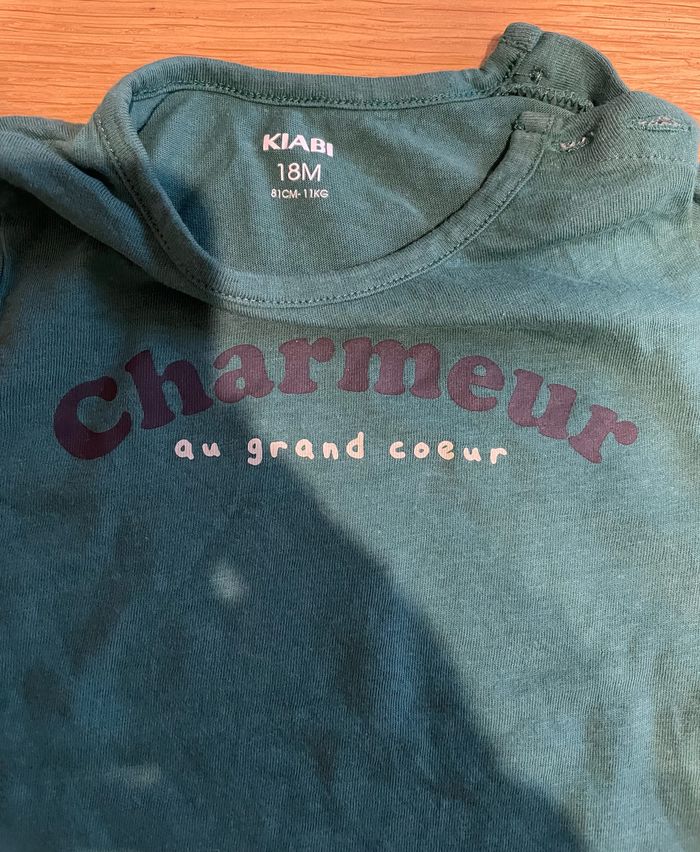 KIABI
18M
81CM-11KG
Charmeur
au grand coeur